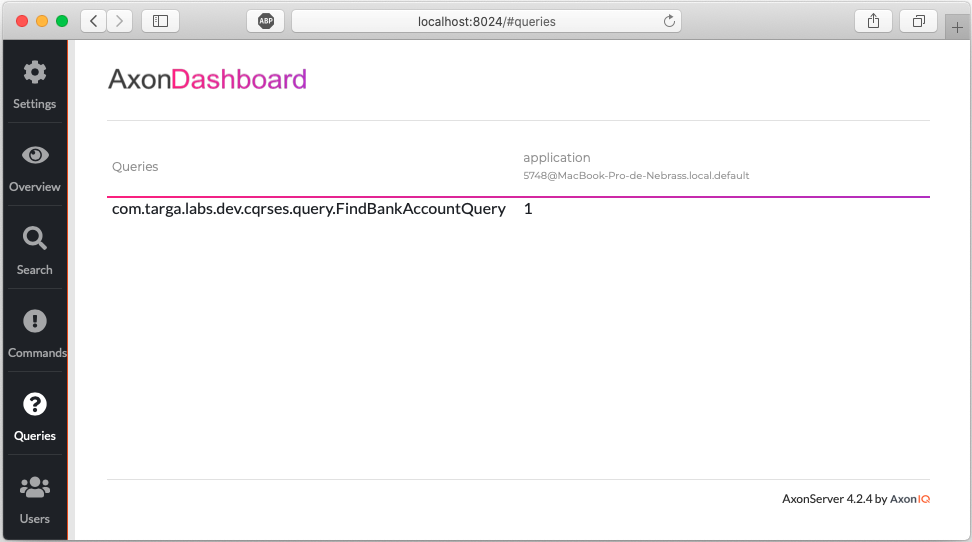 ABP
localhost:8024/#queries
Settings
Overview
Search
Commands
Queries
Users
AxonDashboard
Queries
application
5748@MacBook-Pro-de-Nebrass.local.default
com.targa.labs.dev.cqrses.query.FindBankAccountQuery 1
AxonServer 4.2.4 by AxonIQ